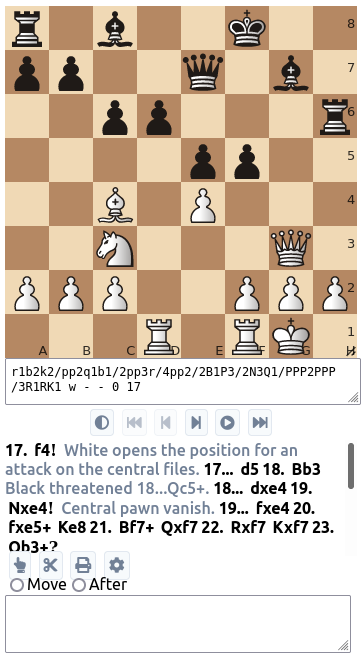 8
7
6
5
4
3
2
1
A B C D E F G H
r1b2k2/pp2q1b1/2pp3r/4pp2/2B1P3/2N3Q1/PPP2PPP
/3R1RK1 w - - 0 17
17. f4! White opens the position for an
attack on the central files. 17... d5 18. Bb3
Black threatened 18...Qc5+. 18... dxe4 19.
Nxe4! Central pawn vanish. 19... fxe4 20.
fxe5+ Ke8 21. Bf7+ Qxf7 22. Rxf7 Kxf7 23.
Qb3+?
Move After